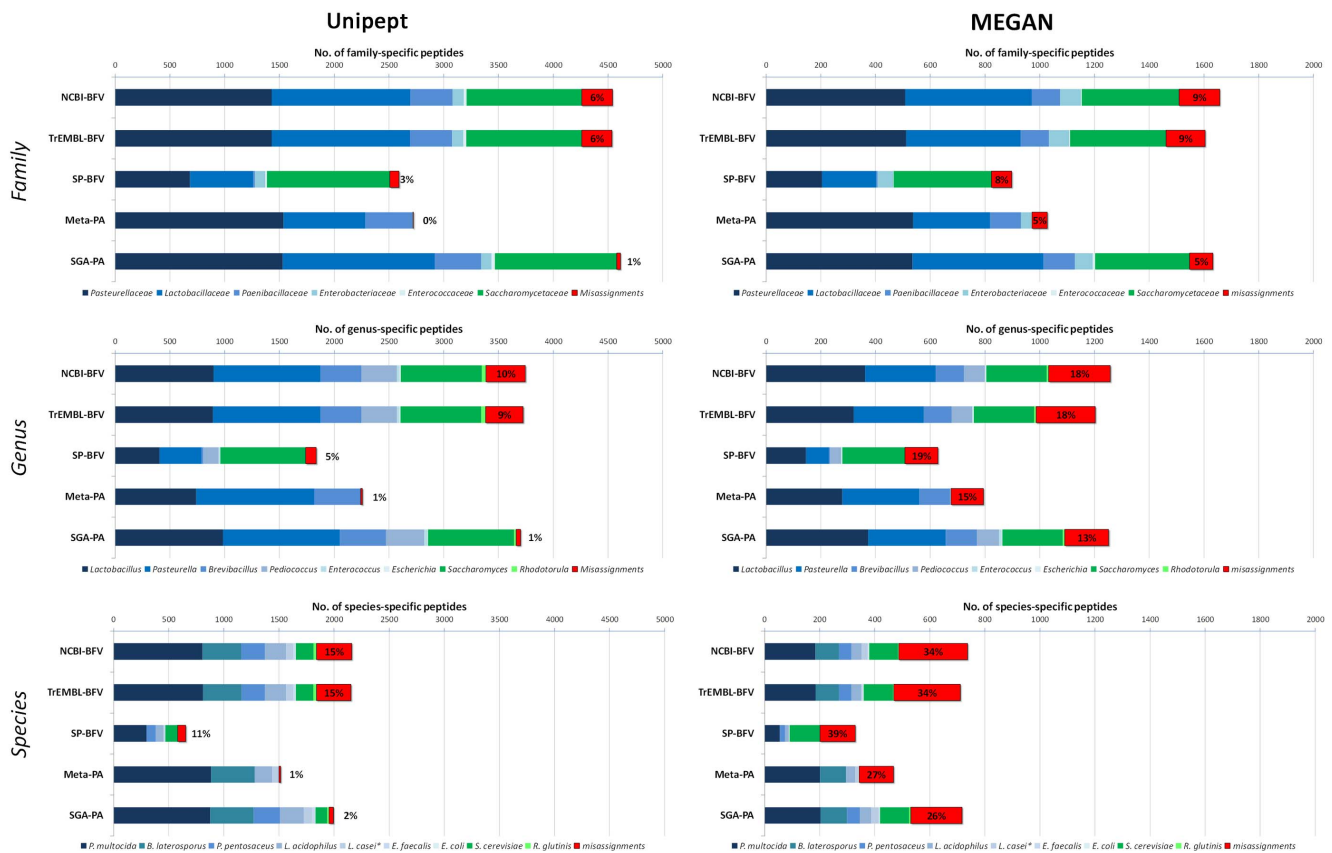 Unipept
MEGAN
Family
No. of family-specific peptides
0 500 1000 1500 2000 2500 3000 3500 4000 4500 5000
NCBI-BFV 6%
TrEMBL-BFV 6%
SP-BFV 3%
Meta-PA 0%
SGA-PA 1%
Pasteurellaceae Lactobacillaceae Paenibacillaceae Enterobacteriaceae Enterococcaceae Saccharomycetaceae Misassignments
No. of family-specific peptides
0 200 400 600 800 1000 1200 1400 1600 1800 2000
NCBI-BFV 9%
TrEMBL-BFV 9%
SP-BFV 8%
Meta-PA 5%
SGA-PA 5%
Pasteurellaceae Lactobacillaceae Paenibacillaceae Enterobacteriaceae Enterococcaceae Saccharomycetaceae misassignments
Genus
No. of genus-specific peptides
0 500 1000 1500 2000 2500 3000 3500 4000 4500 5000
NCBI-BFV 10%
TrEMBL-BFV 9%
SP-BFV 5%
Meta-PA 1%
SGA-PA 1%
Lactobacillus Pasteurella Brevibacillus Pediococcus Enterococcus Escherichia Saccharomyces Rhodotorula Misassignments
No. of genus-specific peptides
0 200 400 600 800 1000 1200 1400 1600 1800 2000
NCBI-BFV 18%
TrEMBL-BFV 18%
SP-BFV 19%
Meta-PA 15%
SGA-PA 13%
Lactobacillus Pasteurella Brevibacillus Pediococcus Enterococcus Escherichia Saccharomyces Rhodotorula misassignments
Species
No. of species-specific peptides
0 500 1000 1500 2000 2500 3000 3500 4000 4500 5000
NCBI-BFV 15%
TrEMBL-BFV 15%
SP-BFV 11%
Meta-PA 1%
SGA-PA 2%
P. multocida B. laterosporus P. pentosaceus L. acidophilus L. casei* E. faecalis E. coli S. cerevisiae R. glutinis misassignments
No. of species-specific peptides
0 200 400 600 800 1000 1200 1400 1600 1800 2000
NCBI-BFV 34%
TrEMBL-BFV 34%
SP-BFV 39%
Meta-PA 27%
SGA-PA 26%
P. multocida B. laterosporus P. pentosaceus L. acidophilus L. casei* E. faecalis E. coli S. cerevisiae R. glutinis misassignments